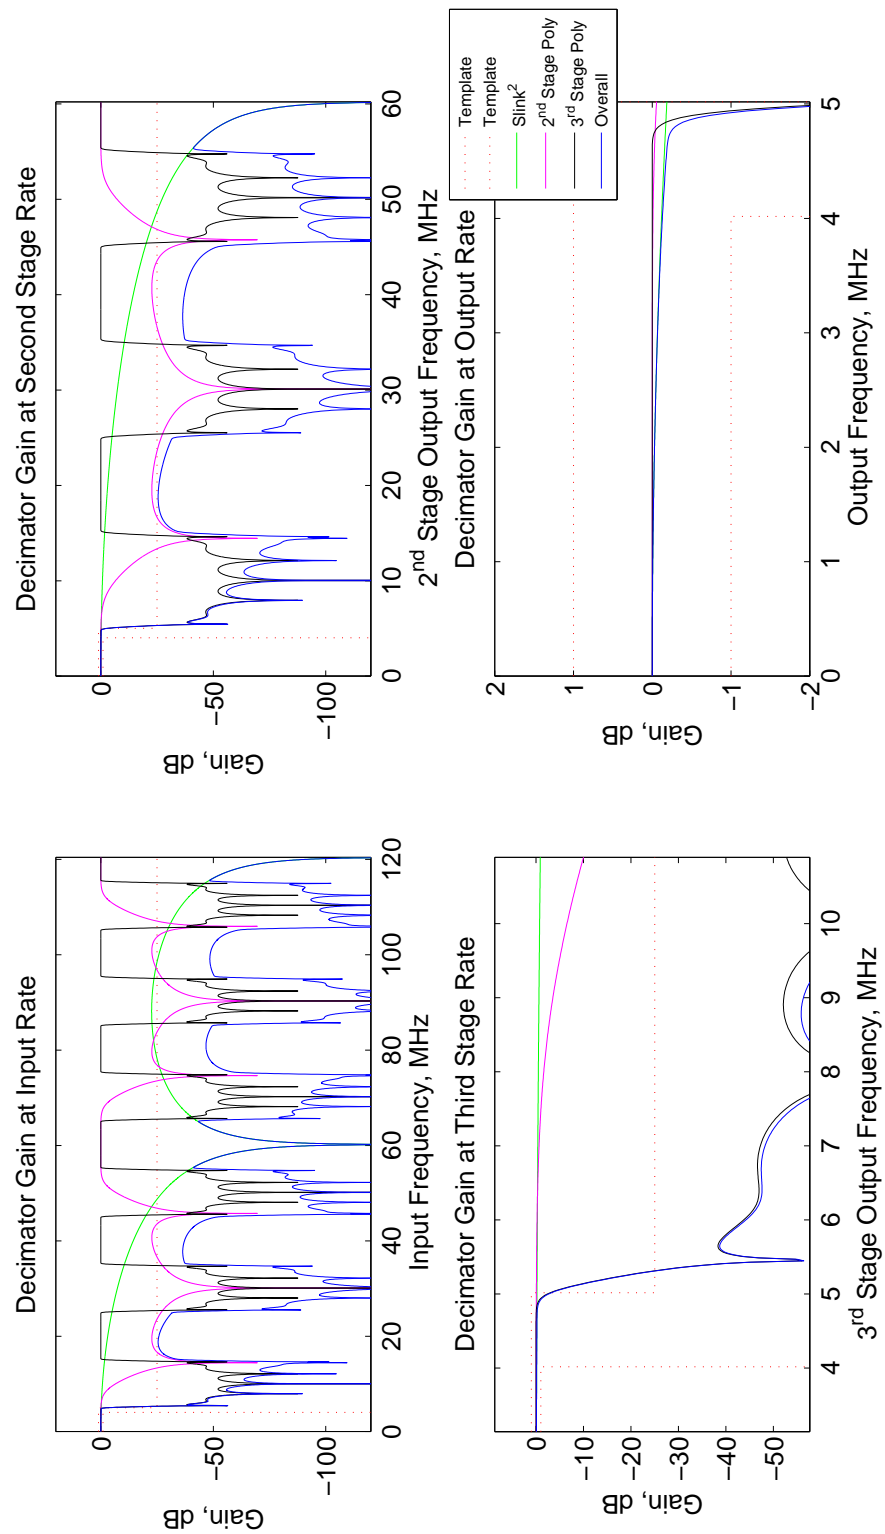 Decimator Gain at Input Rate
Gain, dB
0
−50
−100
0
20
40
60
80
100
120
Input Frequency, MHz
Decimator Gain at Second Stage Rate
Gain, dB
0
−50
−100
0
10
20
30
40
50
60
2nd Stage Output Frequency, MHz
Decimator Gain at Third Stage Rate
Gain, dB
0
−10
−20
−30
−40
−50
4
5
6
7
8
9
10
3rd Stage Output Frequency, MHz
Decimator Gain at Output Rate
Gain, dB
2
1
0
−1
−2
0
1
2
3
4
5
Output Frequency, MHz
Template
Template
Slink2
2nd Stage Poly
3rd Stage Poly
Overall